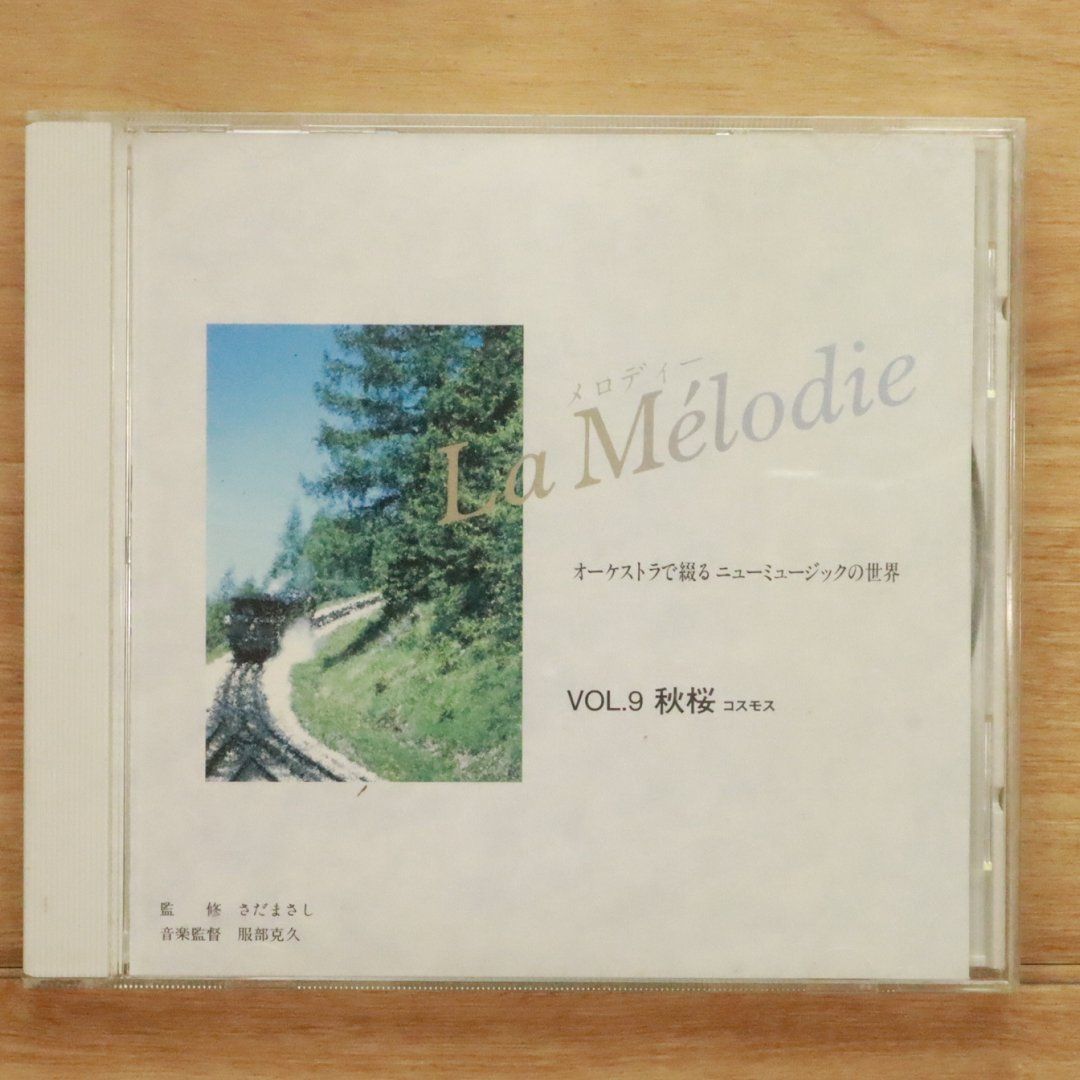 メロディー
La Mélodie
オーケストラで綴るニューミュージックの世界
VOL.9 秋桜 コスモス
監　修　さだまさし
音楽監督　服部克久